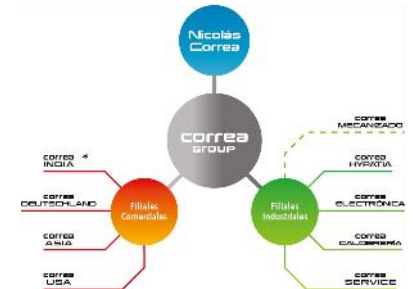 Nicolás
Correa
correa
GROUP
Filiales
Comerciales
correa
INDIA
correa
DEUTSCHLAND
correa
ASIA
correa
USA
Filiales
Industriales
correa
MECANIZADO
correa
HYPATIA
correa
ELECTRÓNICA
correa
CALDERERÍA
correa
SERVICE